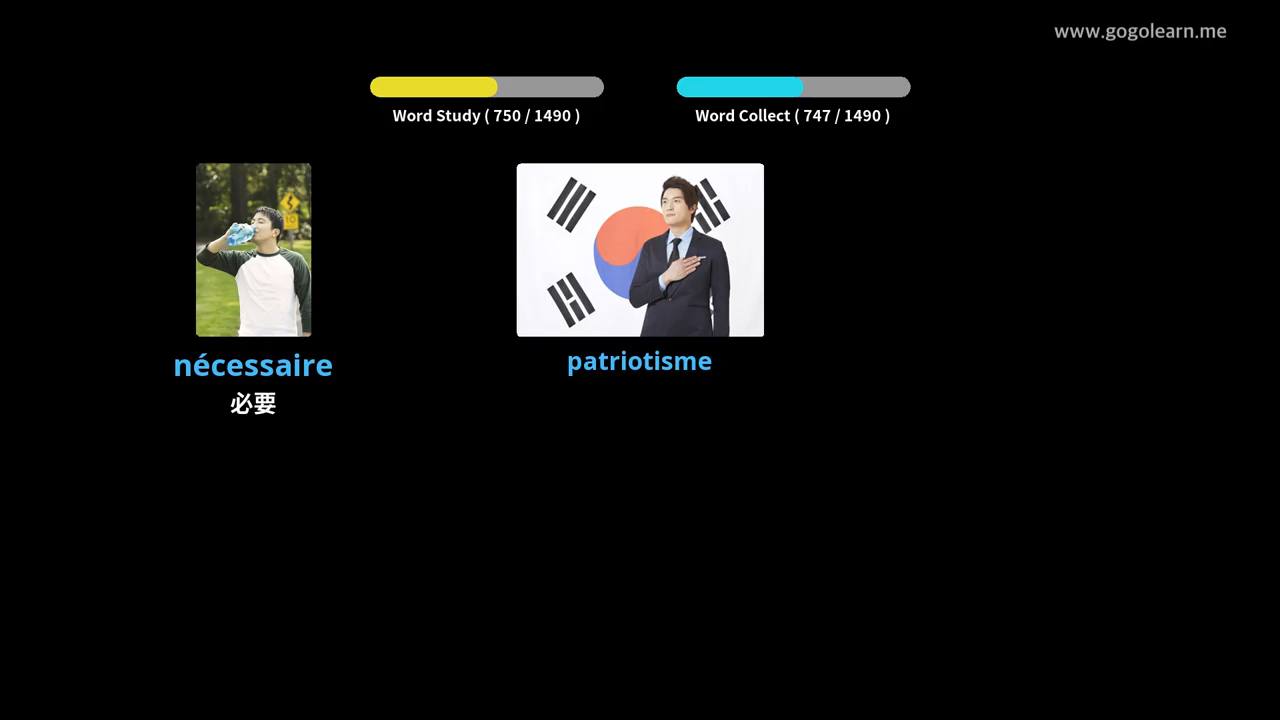 www.gogolearn.me
Word Study ( 750 / 1490 )
Word Collect ( 747 / 1490 )
nécessaire
必要
patriotisme